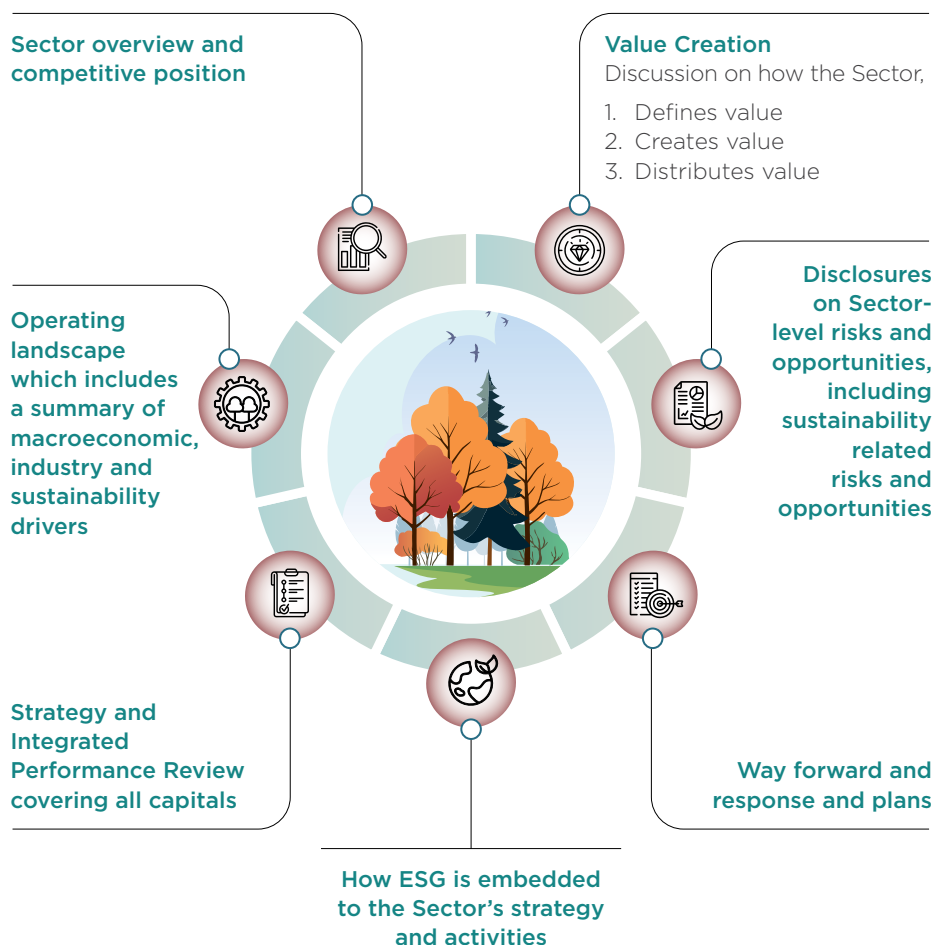 Sector overview and
competitive position
Value Creation
Discussion on how the Sector,
1. Defines value
2. Creates value
3. Distributes value
Disclosures
on Sector-
level risks and
opportunities,
including
sustainability
related
risks and
opportunities
Operating
landscape
which includes
a summary of
macroeconomic,
industry and
sustainability
drivers
Strategy and
Integrated
Performance Review
covering all capitals
Way forward and
response and plans
How ESG is embedded
to the Sector's strategy
and activities